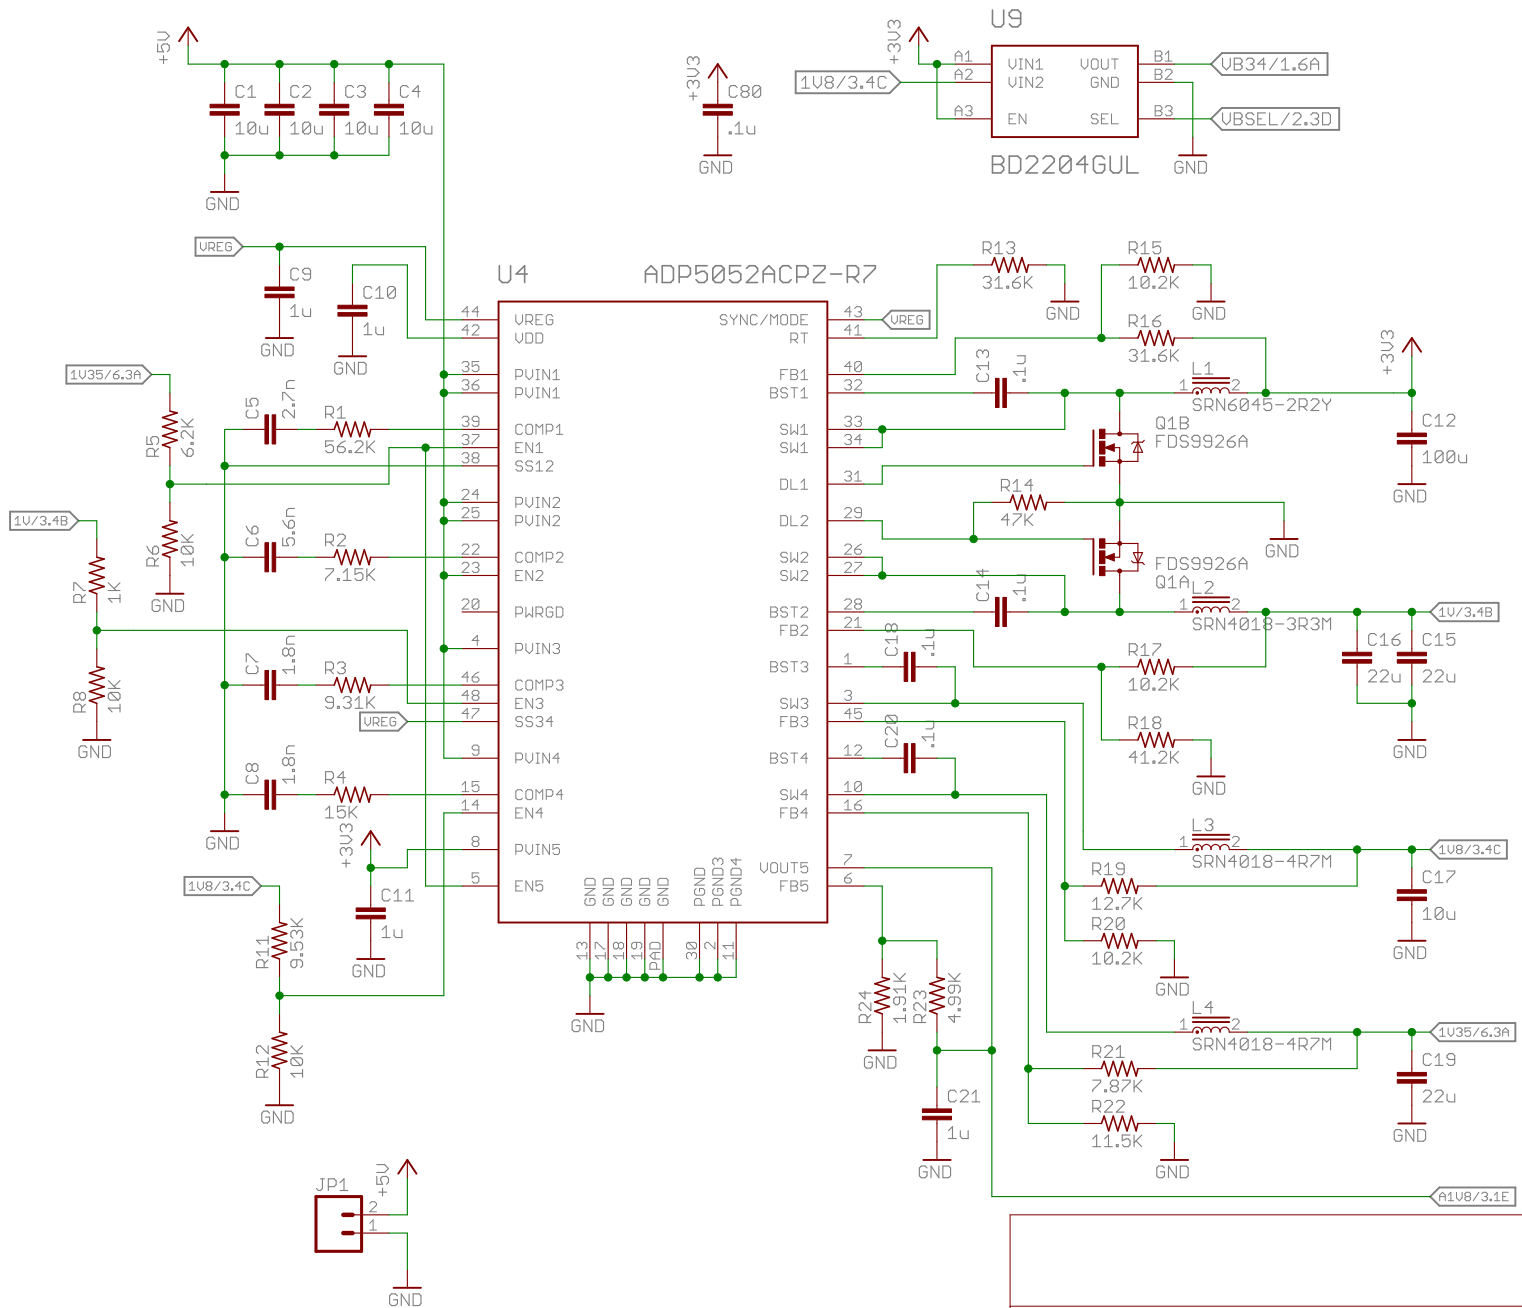 +5V
C1
10u
C2
10u
C3
10u
C4
10u
GND
+3V3
C80
.1u
GND
U9
+3V3
1V8/3.4C
A1
A2
A3
VIN1
VIN2
EN
VOUT
GND
SEL
B1
B2
B3
VB34/1.6A
VBSEL/2.3D
GND
BD2204GUL
VREG
C9
1u
GND
C10
1u
GND
U4
ADP5052ACPZ-R7
44 VREG
42 VDD
35 PVIN1
36 PVIN1
39 COMP1
37 EN1
38 SS12
24 PVIN2
25 PVIN2
22 COMP2
23 EN2
20 PWRGD
4 PVIN3
46 COMP3
48 EN3
47 SS34
9 PVIN4
15 COMP4
14 EN4
8 PVIN5
5 EN5
SYNC/MODE 43
RT 41
FB1 40
BST1 32
SW1 33
SW1 34
DL1 31
DL2 29
SW2 26
SW2 27
BST2 28
FB2 21
BST3 1
SW3 3
FB3 45
BST4 12
SW4 10
FB4 16
VOUT5 7
FB5 6
GND
GND
GND
GND
GND
PGND
PGND3
PGND4
13
17
18
19
PAD
30
2
11
GND
1V35/6.3A
R5
6.2K
R6
10K
GND
1V/3.4B
R7
1K
R8
10K
GND
C5
2.7n
R1
56.2K
C6
5.6n
R2
7.15K
C7
1.8n
R3
9.31K
VREG
C8
1.8n
R4
15K
GND
+3V3
C11
1u
GND
1V8/3.4C
R11
9.53K
R12
10K
GND
VREG
R13
31.6K
GND
R15
10.2K
GND
R16
31.6K
C13
.1u
L1
1 2
SRN6045-2R2Y
+3V3
C12
100u
GND
Q1B
FDS9926A
R14
47K
GND
FDS9926A
Q1A
C14
.1u
L2
1 2
SRN4018-3R3M
1V/3.4B
C16
22u
C15
22u
GND
R17
10.2K
R18
41.2K
GND
C18
.1u
C20
.1u
L3
1 2
SRN4018-4R7M
1V8/3.4C
C17
10u
GND
R19
12.7K
R20
10.2K
GND
R24
1.91K
GND
R23
4.99K
C21
1u
GND
L4
1 2
SRN4018-4R7M
1V35/6.3A
C19
22u
GND
R21
7.87K
R22
11.5K
GND
A1V8/3.1E
JP1
2
1
+5V
GND